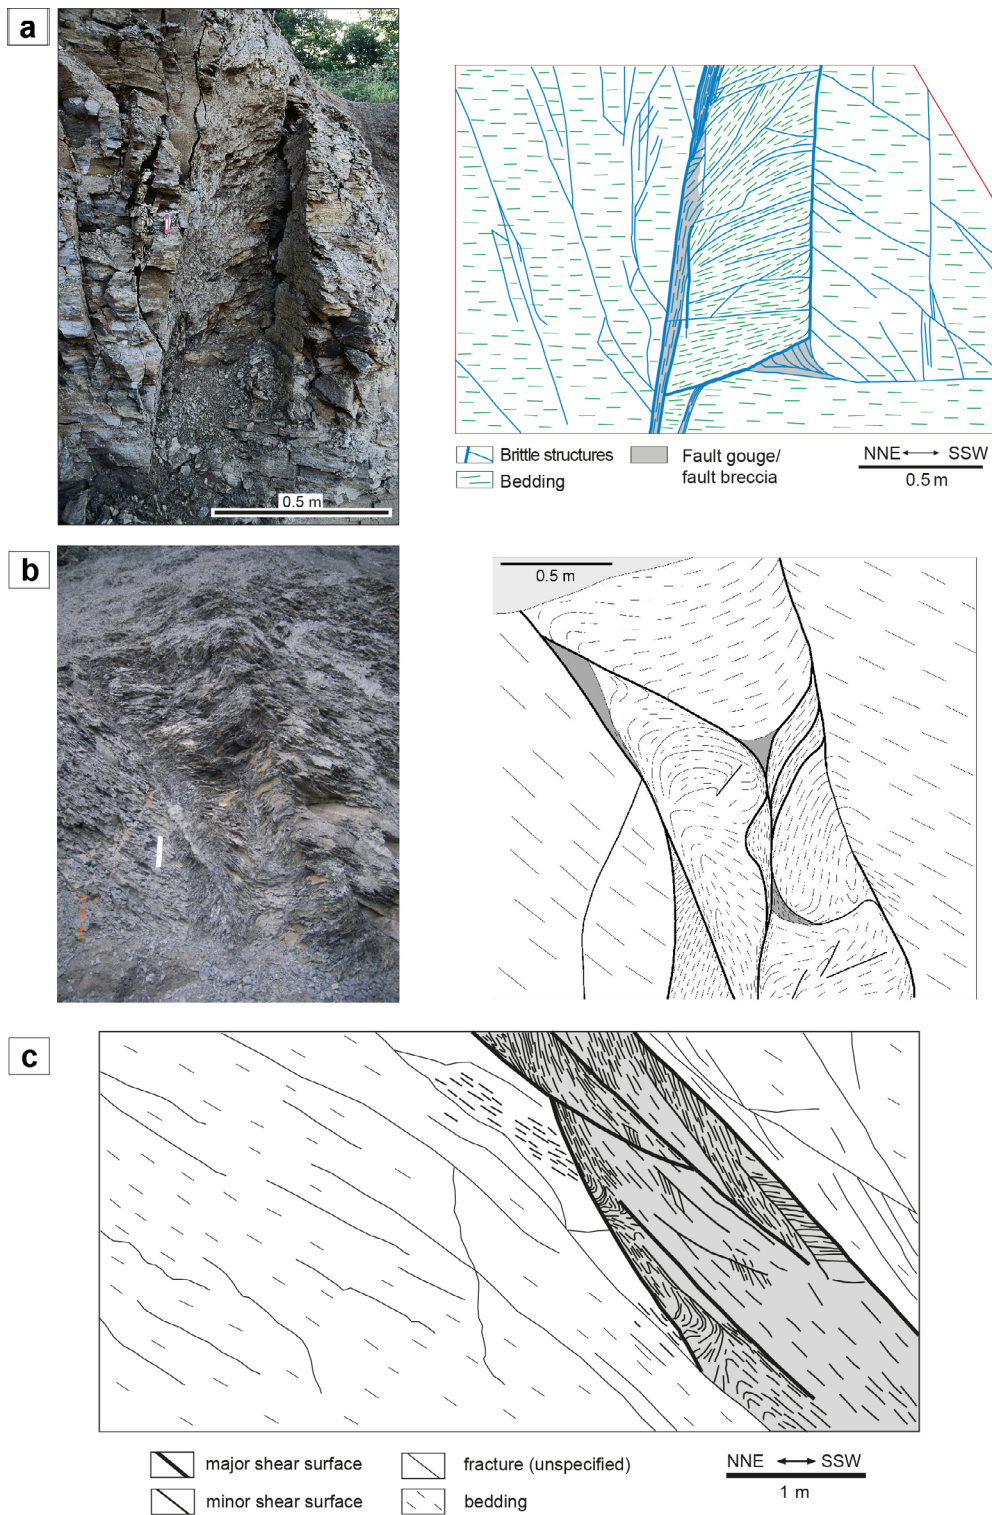 a
0.5 m
Brittle structures
Bedding
Fault gouge/
fault breccia
NNE SSW
0.5 m
b
0.5 m
c
major shear surface
minor shear surface
fracture (unspecified)
bedding
NNE SSW
1 m